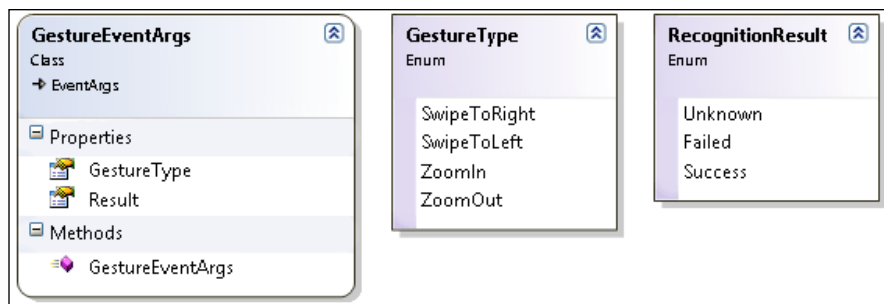 GestureEventArgs
Class
EventArgs
Properties
GestureType
Result
Methods
GestureEventArgs
GestureType
Enum
SwipeToRight
SwipeToLeft
ZoomIn
ZoomOut
RecognitionResult
Enum
Unknown
Failed
Success